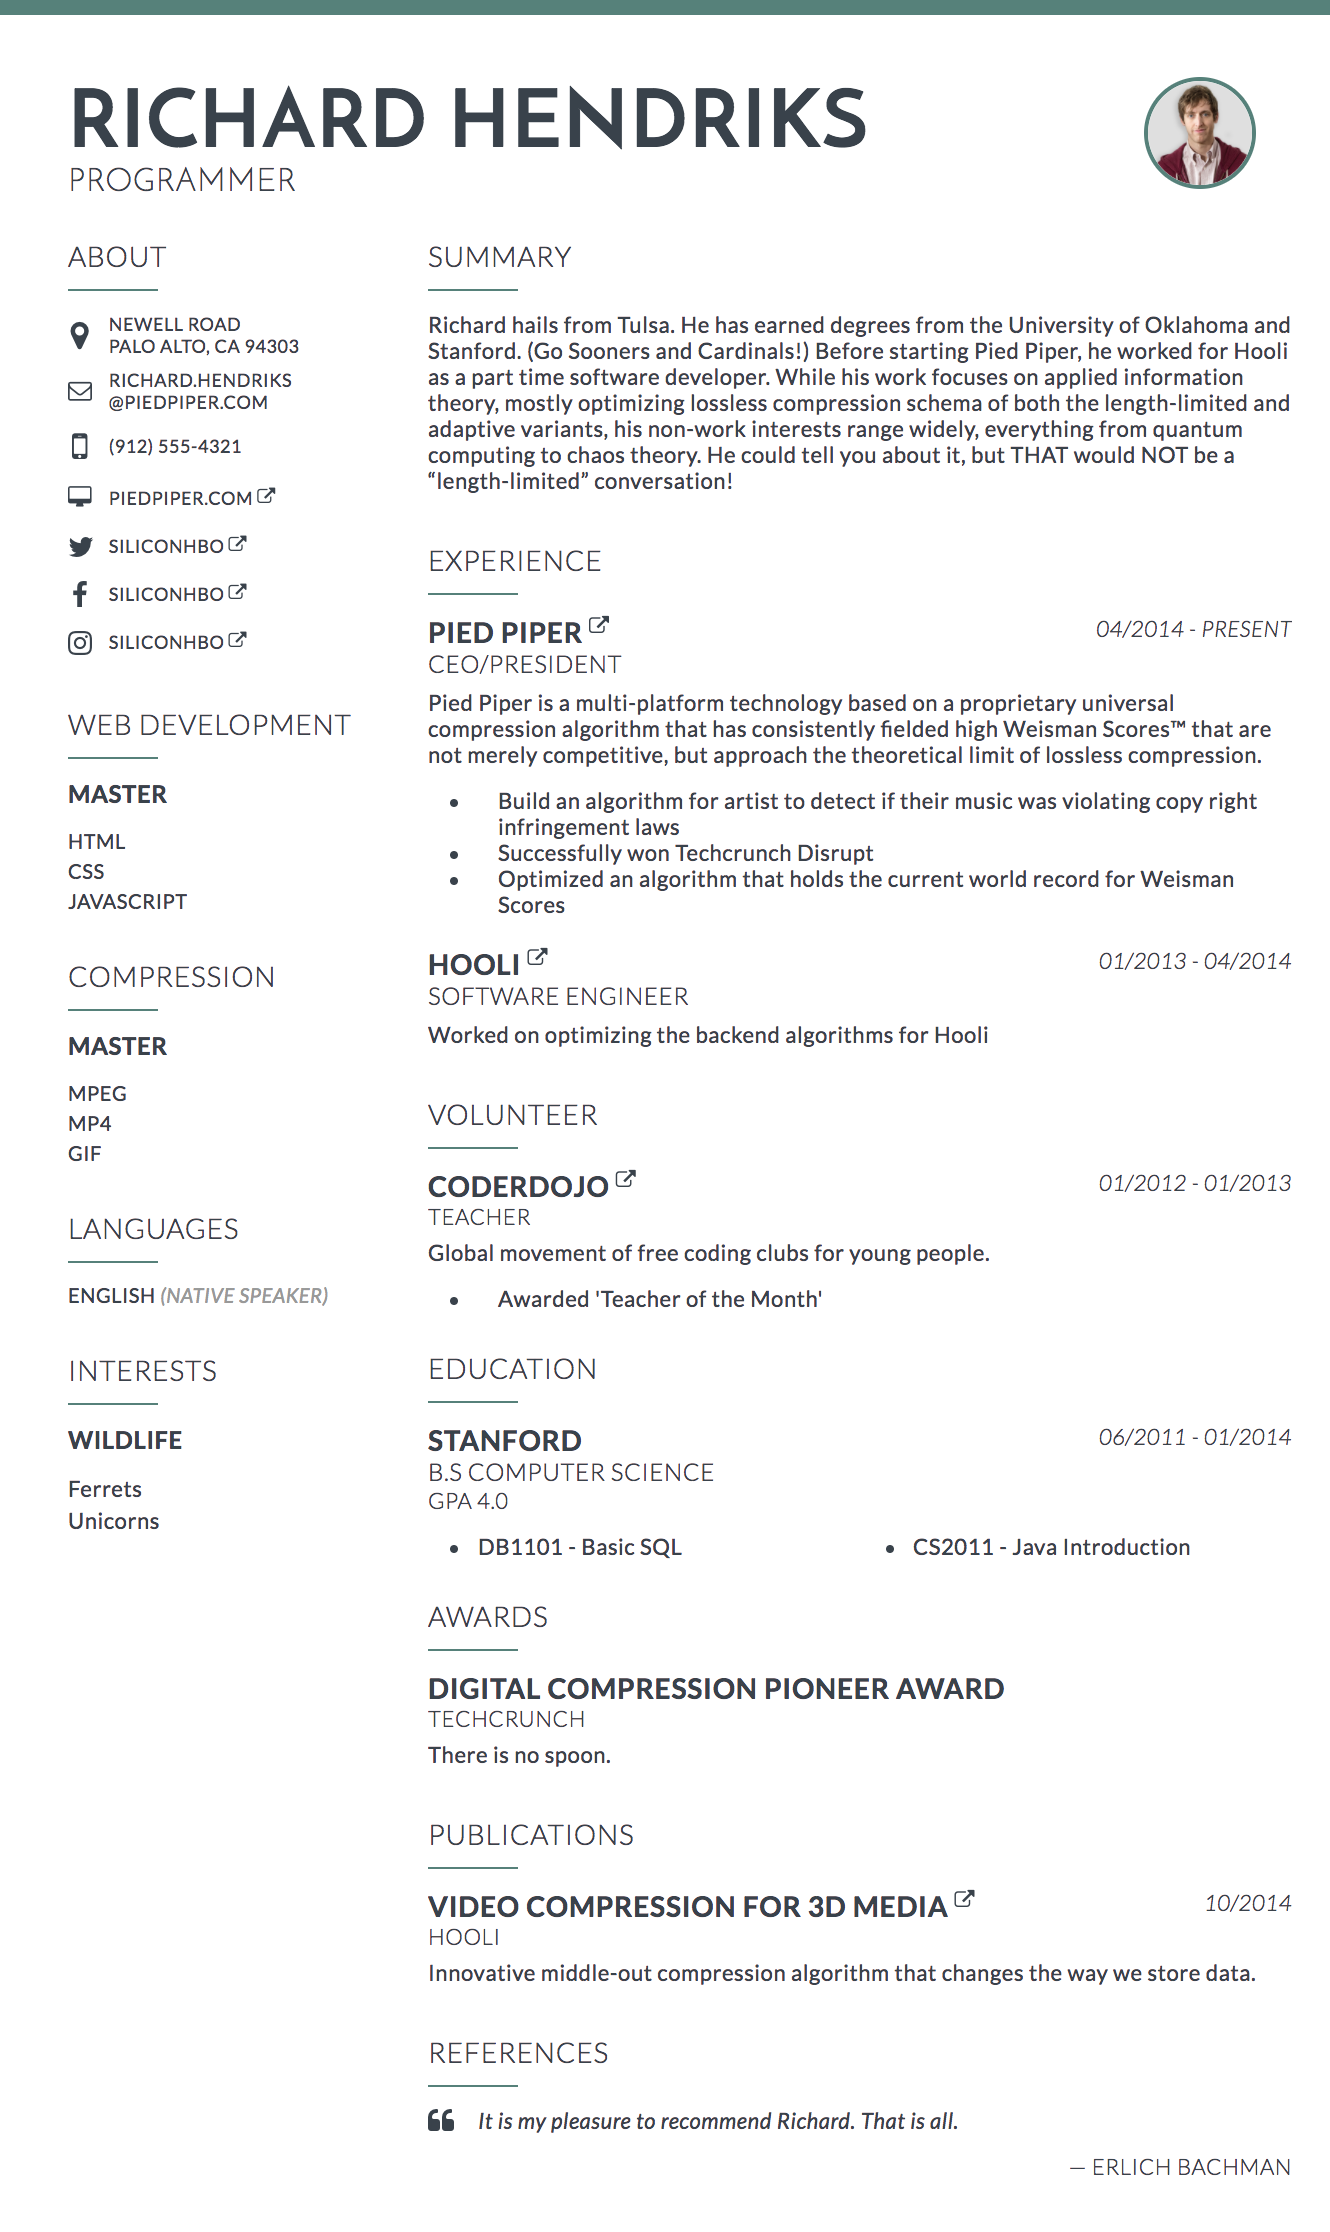 RICHARD HENDRIKS
PROGRAMMER
ABOUT
NEWELL ROAD
PALO ALTO, CA 94303
RICHARD.HENDRIKS
@PIEDPIPER.COM
(912) 555-4321
PIEDPIPER.COM
SILICONHBO
SILICONHBO
SILICONHBO
WEB DEVELOPMENT
MASTER
HTML
CSS
JAVASCRIPT
COMPRESSION
MASTER
MPEG
MP4
GIF
LANGUAGES
ENGLISH (NATIVE SPEAKER)
INTERESTS
WILDLIFE
Ferrets
Unicorns
SUMMARY
Richard hails from Tulsa. He has earned degrees from the University of Oklahoma and
Stanford. (Go Sooners and Cardinals!) Before starting Pied Piper, he worked for Hooli
as a part time software developer. While his work focuses on applied information
theory, mostly optimizing lossless compression schema of both the length-limited and
adaptive variants, his non-work interests range widely, everything from quantum
computing to chaos theory. He could tell you about it, but THAT would NOT be a
“length-limited” conversation!
EXPERIENCE
PIED PIPER 04/2014 - PRESENT
CEO/PRESIDENT
Pied Piper is a multi-platform technology based on a proprietary universal
compression algorithm that has consistently fielded high Weisman Scores™ that are
not merely competitive, but approach the theoretical limit of lossless compression.
• Build an algorithm for artist to detect if their music was violating copy right
infringement laws
• Successfully won Techcrunch Disrupt
• Optimized an algorithm that holds the current world record for Weisman
Scores
HOOLI 01/2013 - 04/2014
SOFTWARE ENGINEER
Worked on optimizing the backend algorithms for Hooli
VOLUNTEER
CODERDOJO 01/2012 - 01/2013
TEACHER
Global movement of free coding clubs for young people.
• Awarded 'Teacher of the Month'
EDUCATION
STANFORD 06/2011 - 01/2014
B.S COMPUTER SCIENCE
GPA 4.0
• DB1101 - Basic SQL • CS2011 - Java Introduction
AWARDS
DIGITAL COMPRESSION PIONEER AWARD
TECHCRUNCH
There is no spoon.
PUBLICATIONS
VIDEO COMPRESSION FOR 3D MEDIA 10/2014
HOOLI
Innovative middle-out compression algorithm that changes the way we store data.
REFERENCES
“ It is my pleasure to recommend Richard. That is all.
— ERLICH BACHMAN